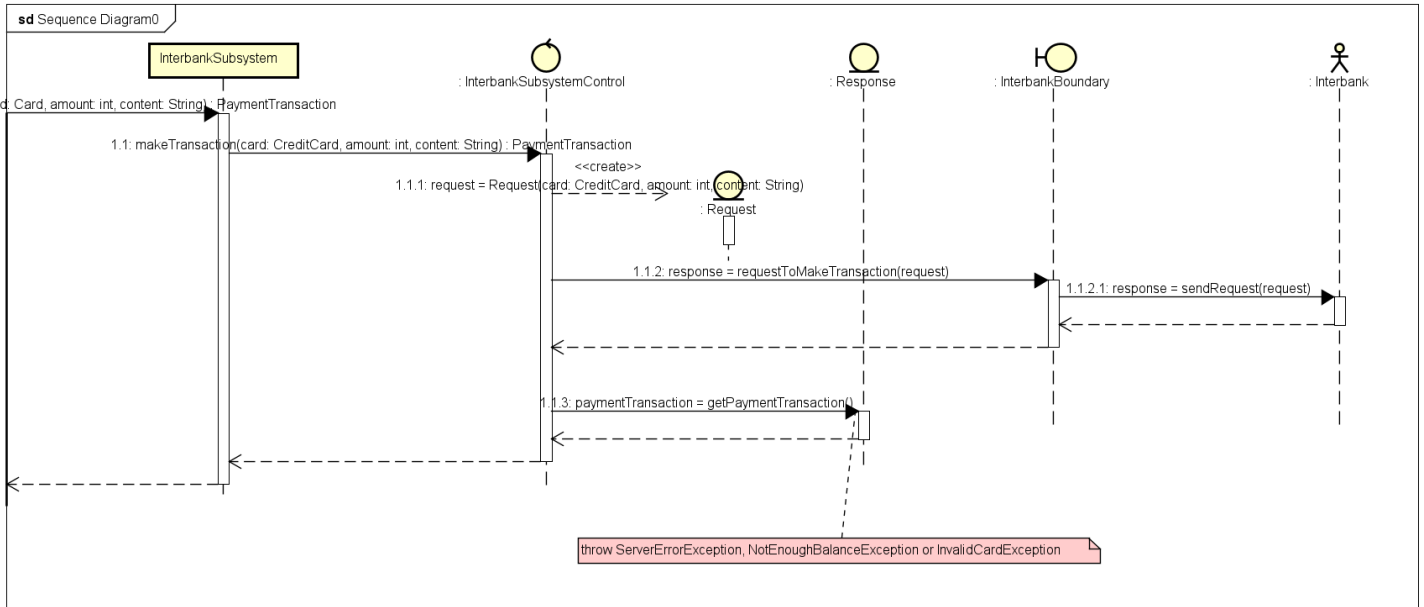 sd Sequence Diagram0
InterbankSubsystem
: InterbankSubsystemControl
: Response
: InterbankBoundary
: Interbank
d: Card, amount: int, content: String) : PaymentTransaction
1.1: makeTransaction(card: CreditCard, amount: int, content: String) : PaymentTransaction
<<create>>
1.1.1: request = Request(card: CreditCard, amount: int, content: String)
: Request
1.1.2: response = requestToMakeTransaction(request)
1.1.2.1: response = sendRequest(request)
1.1.3: paymentTransaction = getPaymentTransaction()
throw ServerErrorException, NotEnoughBalanceException or InvalidCardException